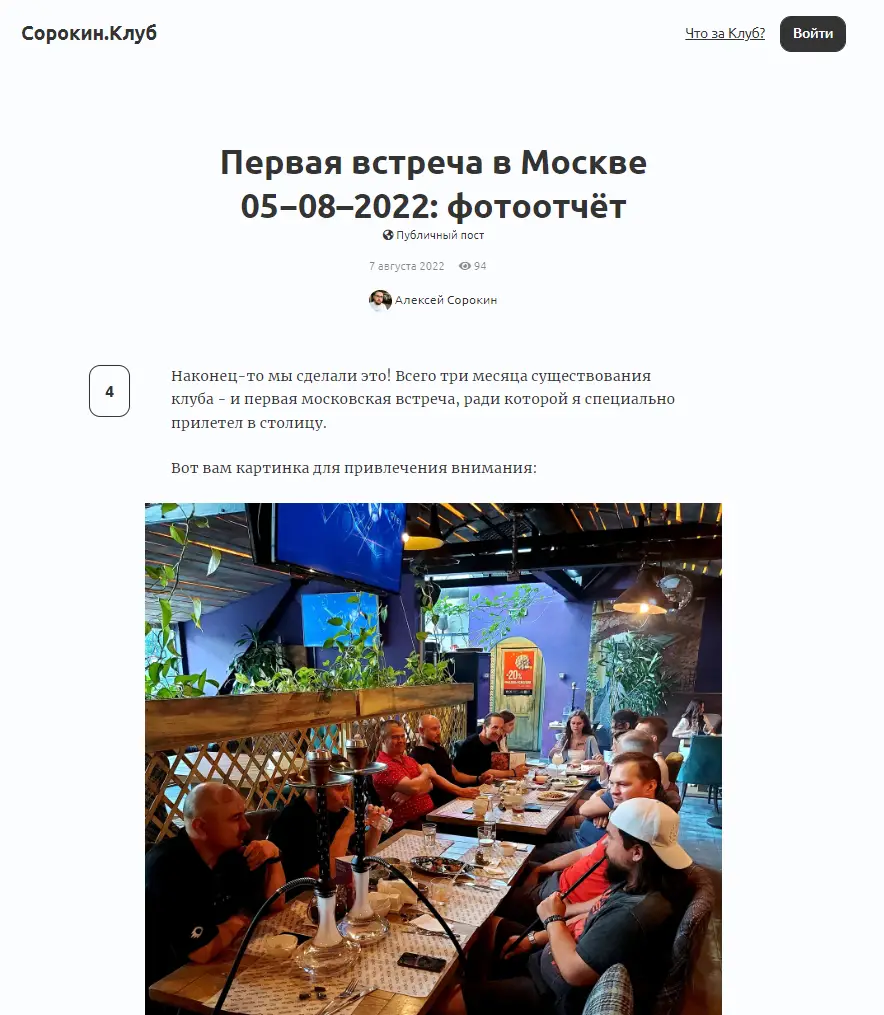 Сорокин.Клуб
Что за Клуб?
Войти
Первая встреча в Москве
05–08–2022: фотоотчёт
Публичный пост
7 августа 2022
94
Алексей Сорокин
4
Наконец-то мы сделали это! Всего три месяца существования
клуба - и первая московская встреча, ради которой я специально
прилетел в столицу.
Вот вам картинка для привлечения внимания:
-20%